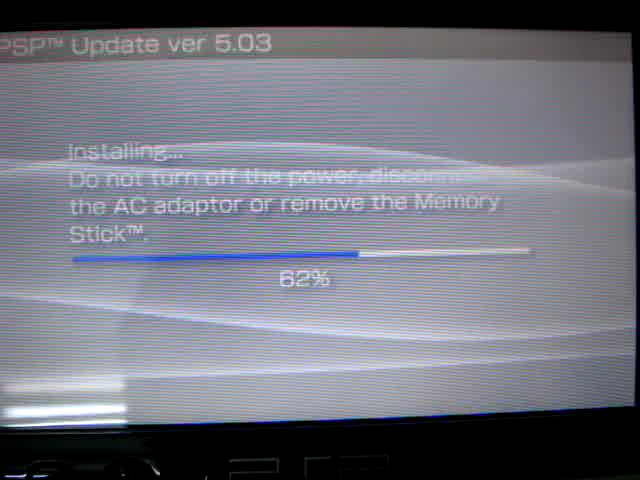 PSP™ Update ver 5.03
Installing...
Do not turn off the power, disconnect
the AC adaptor or remove the Memory
Stick™.
62%